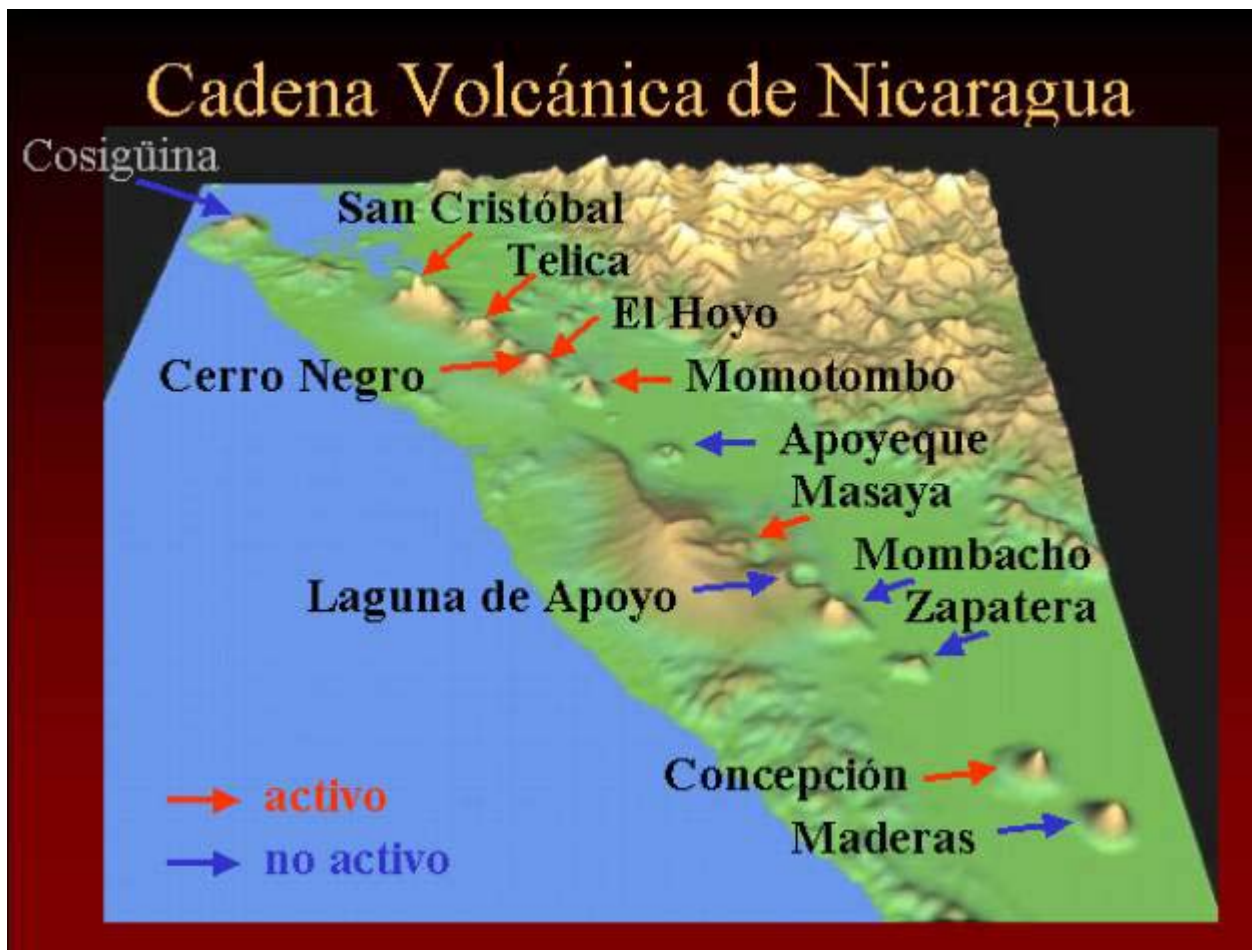 Cadena Volcánica de Nicaragua
Cosigüina
San Cristóbal
Telica
El Hoyo
Cerro Negro
Momotombo
Apoyeque
Masaya
Mombacho
Laguna de Apoyo
Zapatera
Concepción
Maderas
activo
no activo